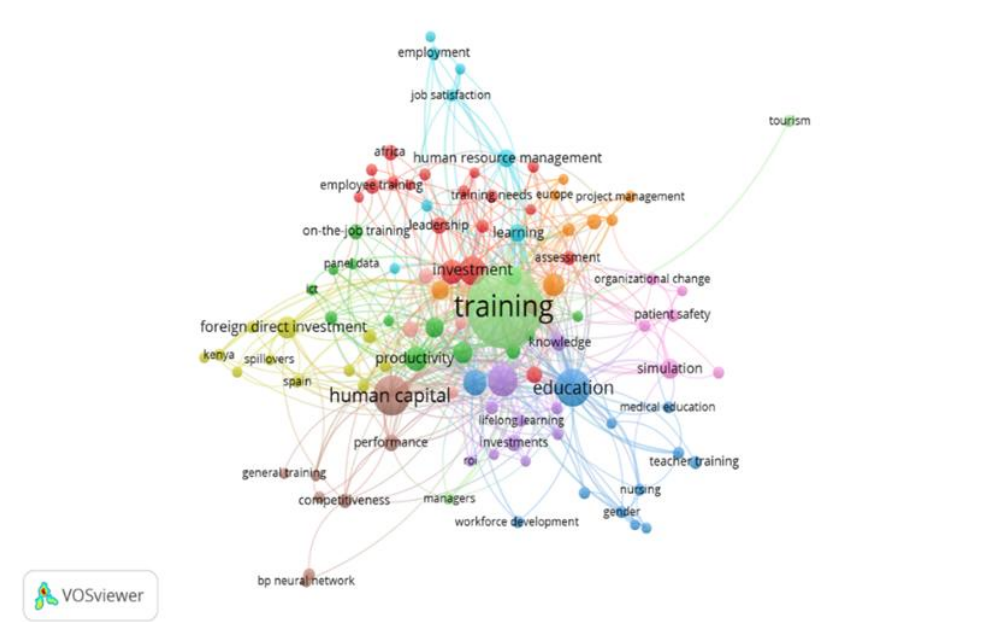 employment
job satisfaction
tourism
africa
human resource management
employee training
training needs
europe
project management
on-the-job training
leadership
learning
panel data
investment
assessment
organizational change
ict
training
patient safety
foreign direct investment
knowledge
kenya
spillovers
productivity
simulation
spain
human capital
education
medical education
lifelong learning
performance
investments
roi
teacher training
general training
competitiveness
managers
nursing
workforce development
gender
bp neural network
VOSviewer